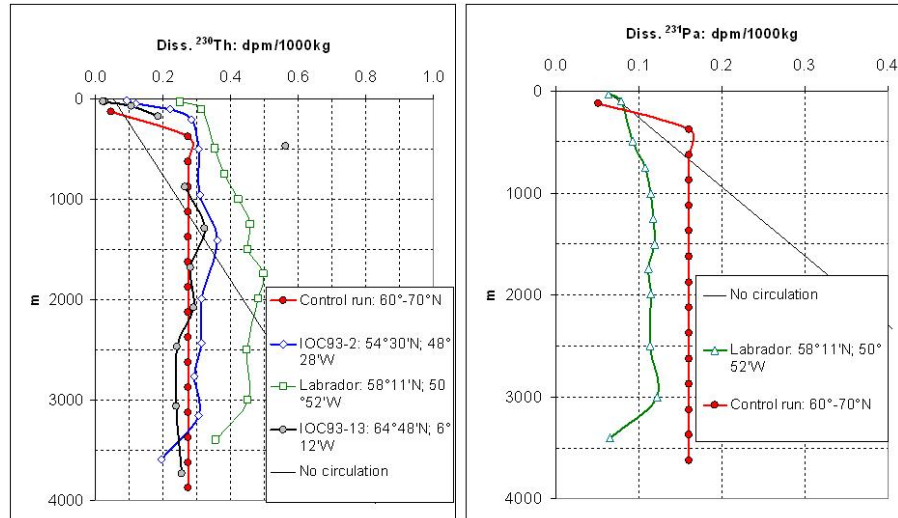 Diss. ²³⁰Th: dpm/1000kg
0.0 0.2 0.4 0.6 0.8 1.0
0
1000
2000
3000
4000
m
Control run: 60°-70°N
IOC93-2: 54°30'N; 48°
28'W
Labrador: 58°11'N; 50
°52'W
IOC93-13: 64°48'N; 6°
12'W
No circulation
Diss. ²³¹Pa: dpm/1000kg
0.0 0.1 0.2 0.3 0.4
0
1000
2000
3000
4000
m
No circulation
Labrador: 58°11'N; 50°
52'W
Control run: 60°-70°N